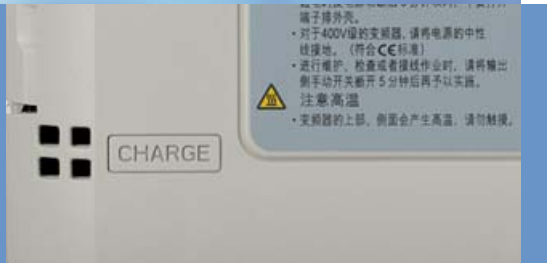 端子排外壳。
・对于400V级的变频器,请将电源的中性
线接地。(符合CE标准)
・进行维护、检查或者接线作业时,请将输出
侧手动开关断开5分钟后再予以实施。
注意高温
・变频器的上部、侧面会产生高温,请勿触摸。
CHARGE